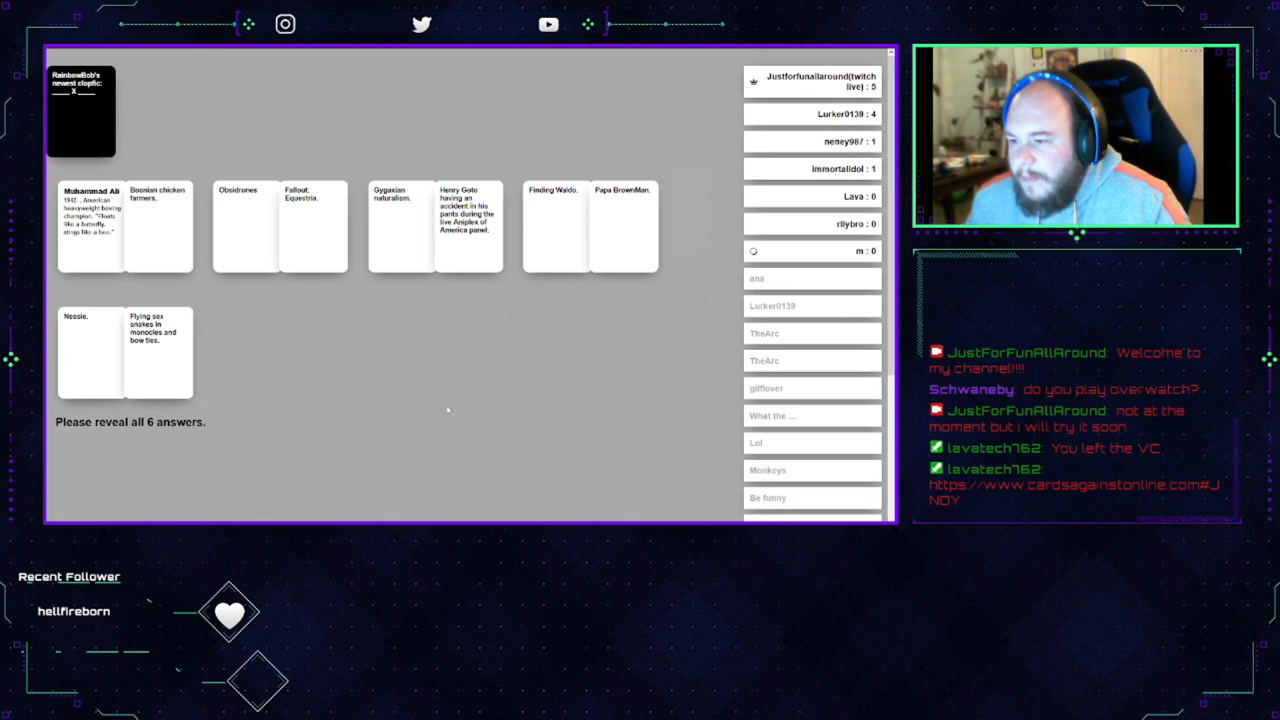 RainbowBob's
newest clopfic:
_____ X _____
Muhammad Ali
1942 . American
heavyweight boxing
champion. "Floats
like a butterfly,
stings like a bee."
Bosnian chicken
farmers.
Obsidrones
Fallout:
Equestria.
Gygaxian
naturalism.
Henry Goto
having an
accident in his
pants during the
live Aniplex of
America panel.
Finding Waldo.
Papa BrownMan.
Nessie.
Flying sex
snakes in
monocles and
bow ties.
Please reveal all 6 answers.
Justforfunallaround(twitch
live) : 5
Lurker0139 : 4
neney987 : 1
immortalidol : 1
Lava : 0
rllybro : 0
m : 0
ana
Lurker0139
TheArc
TheArc
gilflover
What the ...
Lol
Monkeys
Be funny
JustForFunAllAround: Welcome to
my channel!!!!
Schwaneby: do you play overwatch?
JustForFunAllAround: not at the
moment but i will try it soon
lavatech762: You left the VC
lavatech762:
https://www.cardsagainstonline.com#J
NDY
Recent Follower
hellfireborn